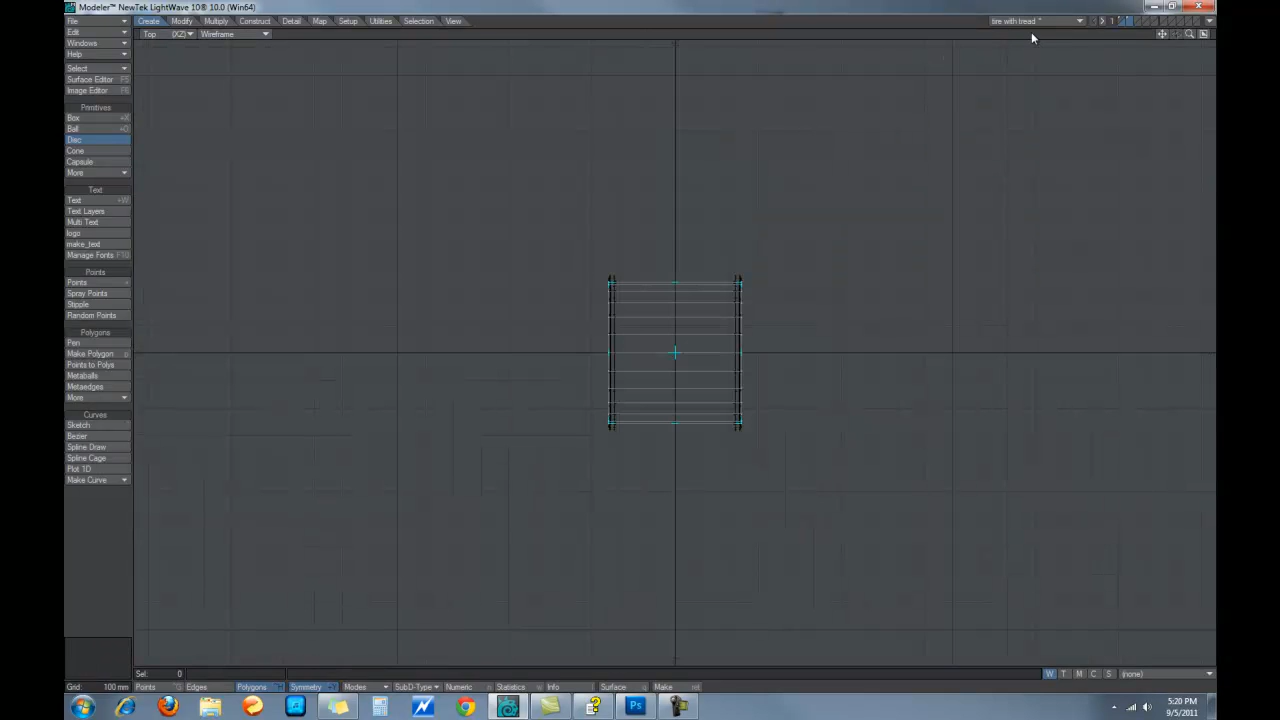 Modeler™ NewTek LightWave 10® 10.0 (Win64)
File
Create Modify Multiply Construct Detail Map Setup Utilities Selection View
tire with tread *
1
Edit
Top (XZ) Wireframe
Windows
Help
Select
Surface Editor F5
Image Editor F6
Primitives
Box +X
Ball +O
Disc
Cone
Capsule
More
Text
Text +W
Text Layers
Multi Text
logo
make_text
Manage Fonts F10
Points
Points +
Spray Points
Stipple
Random Points
Polygons
Pen
Make Polygon p
Points to Polys
Metaballs
Metaedges
More
Curves
Sketch
Bezier
Spline Draw
Spline Cage
Plot 1D
Make Curve
Sel: 0
W T M C S (none)
Grid: 100 mm Points Edges Polygons Symmetry Modes SubD-Type Numeric n Statistics w Info i Surface q Make
5:20 PM
9/5/2011